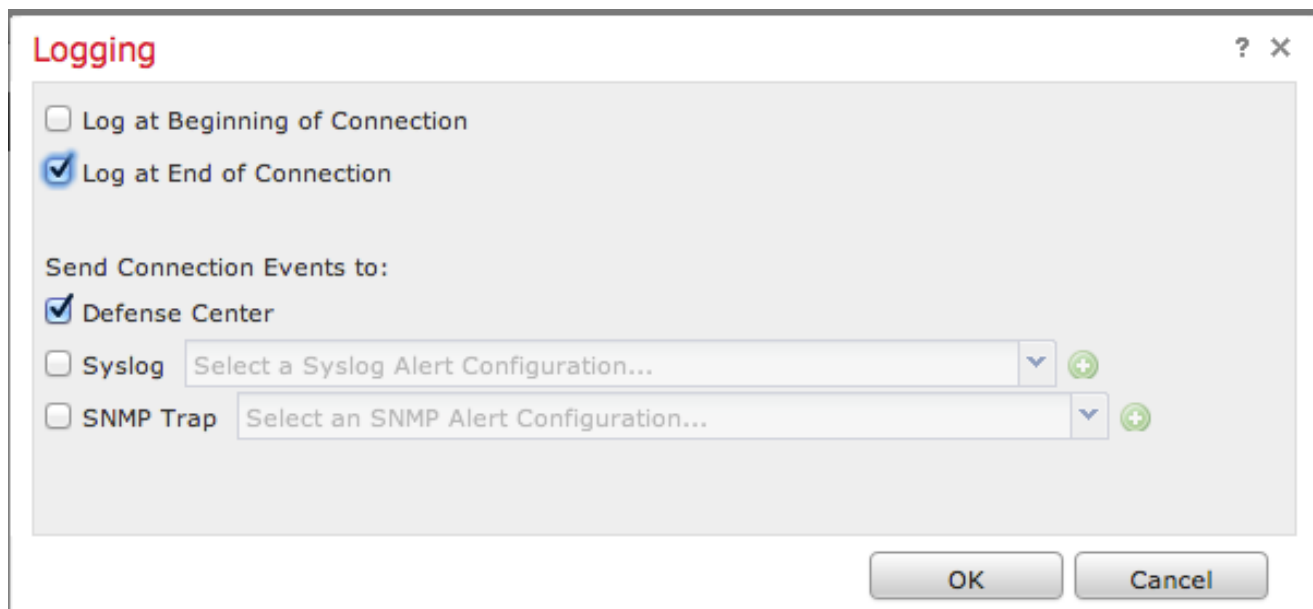 Logging
?
Log at Beginning of Connection
Log at End of Connection
Send Connection Events to:
Defense Center
Syslog Select a Syslog Alert Configuration...
SNMP Trap Select an SNMP Alert Configuration...
OK Cancel